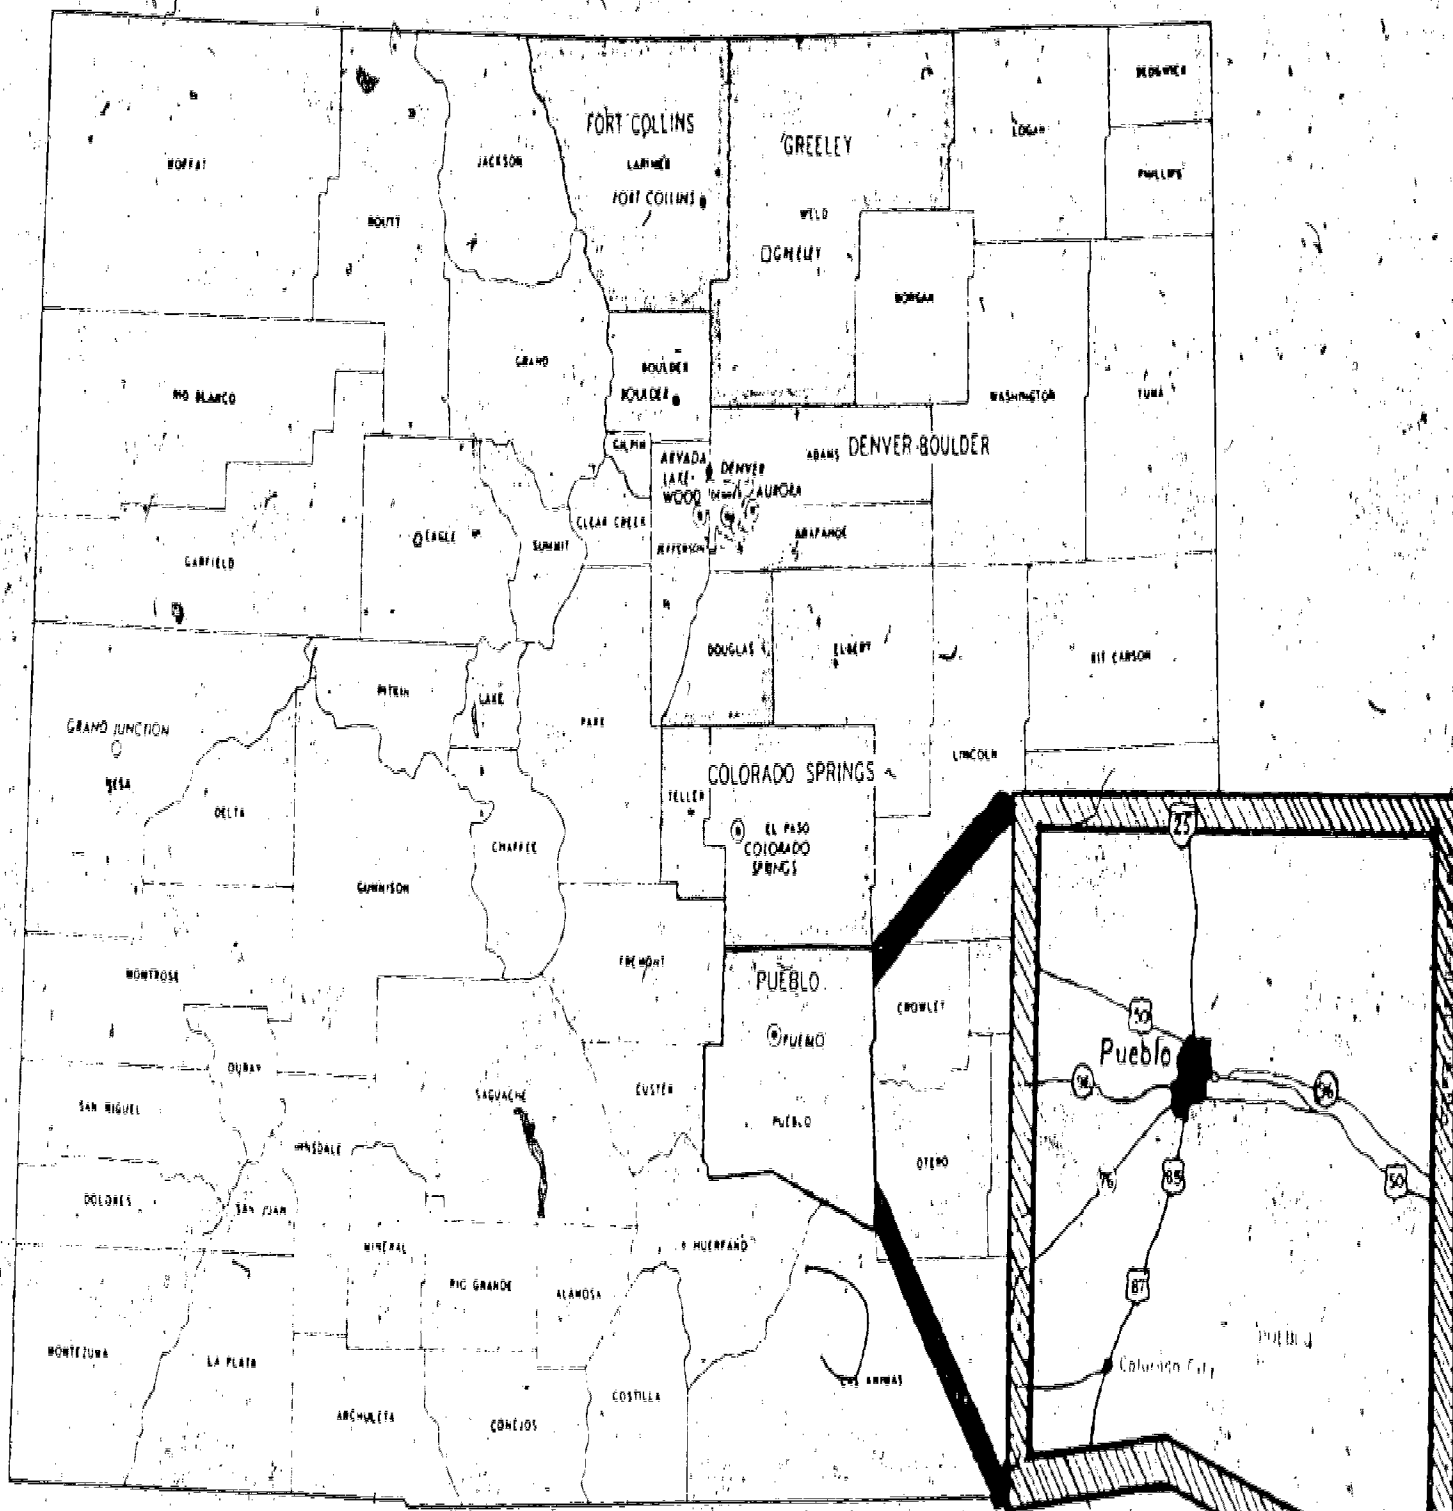 SEDGWICK
FORT COLLINS
LOGAN
GREELEY
MOFFAT
JACKSON
LARIMER
PHILLIPS
FORT COLLINS
WELD
ROUTT
GREELEY
MORGAN
GRAND
BOULDER
RIO BLANCO
BOULDER
WASHINGTON
YUMA
GILPIN
ADAMS
DENVER-BOULDER
ARVADA
DENVER
LAKE-
WOOD
AURORA
CLEAR CREEK
EAGLE
SUMMIT
JEFFERSON
ARAPAHOE
GARFIELD
DOUGLAS
ELBERT
KIT CARSON
PITKIN
LAKE
PARK
GRAND JUNCTION
MESA
LINCOLN
COLORADO SPRINGS
TELLER
DELTA
EL PASO
COLORADO
SPRINGS
25
CHAFFEE
GUNNISON
FREMONT
MONTROSE
PUEBLO
CROWLEY
50
PUEBLO
Pueblo
OURAY
96
96
SAN MIGUEL
SAGUACHE
CUSTER
PUEBLO
HINSDALE
OTERO
76
85
50
DOLORES
SAN JUAN
MINERAL
HUERFANO
RIO GRANDE
ALAMOSA
87
PUEBLO
MONTEZUMA
LA PLATA
Colorado City
LAS ANIMAS
COSTILLA
ARCHULETA
CONEJOS